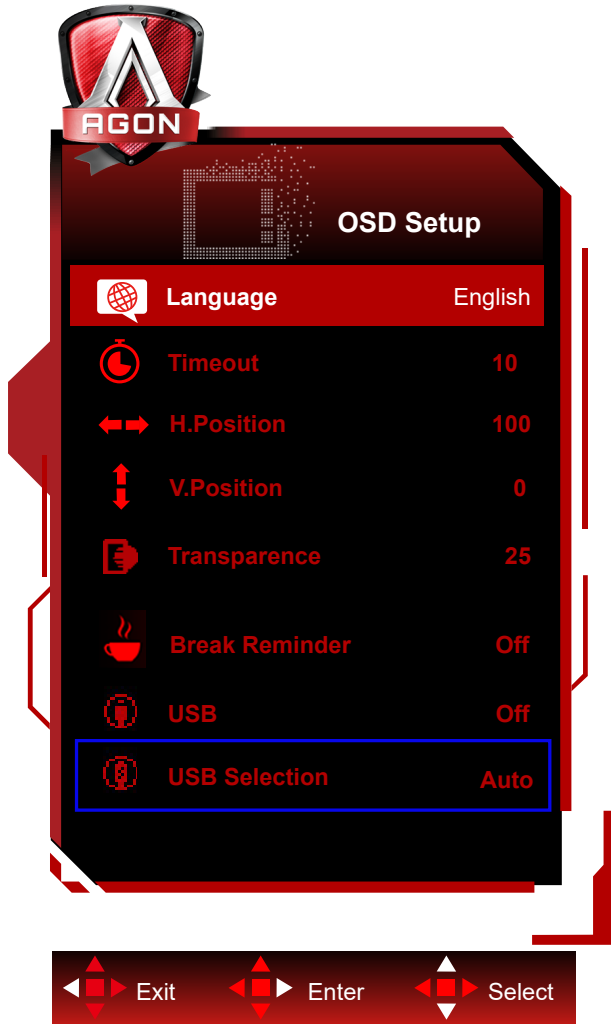 AGON
OSD Setup
Language English
Timeout 10
H.Position 100
V.Position 0
Transparence 25
Break Reminder Off
USB Off
USB Selection Auto
Exit Enter Select